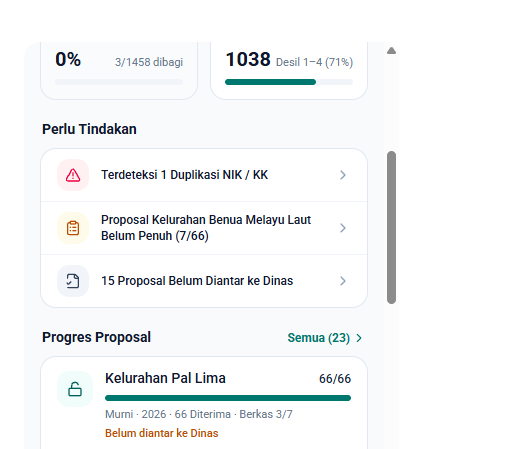 0%
3/1458 dibagi
1038
Desil 1–4 (71%)
Perlu Tindakan
Terdeteksi 1 Duplikasi NIK / KK
Proposal Kelurahan Benua Melayu Laut
Belum Penuh (7/66)
15 Proposal Belum Diantar ke Dinas
Progres Proposal
Semua (23)
Kelurahan Pal Lima
66/66
Murni · 2026 · 66 Diterima · Berkas 3/7
Belum diantar ke Dinas